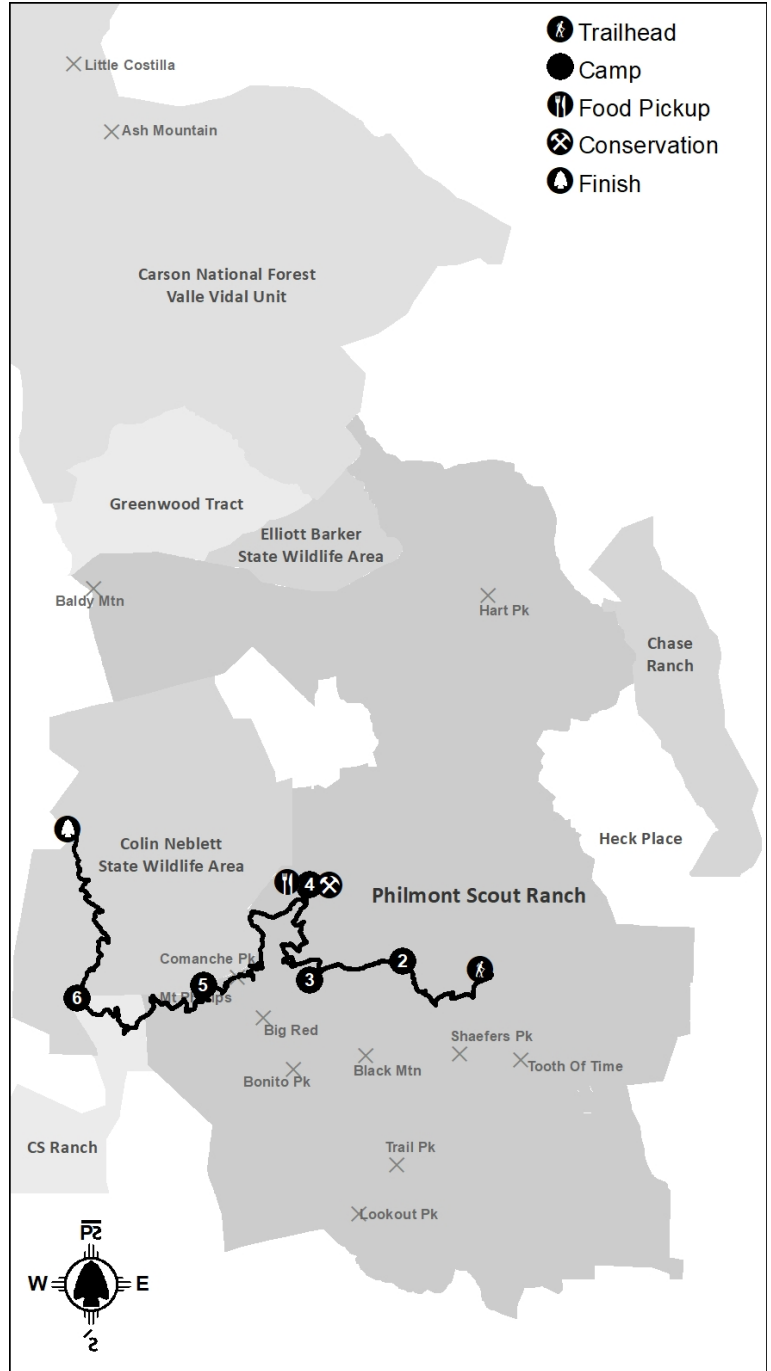 Trailhead
Camp
Food Pickup
Conservation
Finish
Little Costilla
Ash Mountain
Carson National Forest
Valle Vidal Unit
Greenwood Tract
Elliott Barker
State Wildlife Area
Baldy Mtn
Hart Pk
Chase
Ranch
Heck Place
Colin Neblett
State Wildlife Area
4
Philmont Scout Ranch
Comanche Pk
2
3
5
6
Mt Phillips
Big Red
Shaefers Pk
Black Mtn
Tooth Of Time
Bonito Pk
CS Ranch
Trail Pk
Lookout Pk
W
E